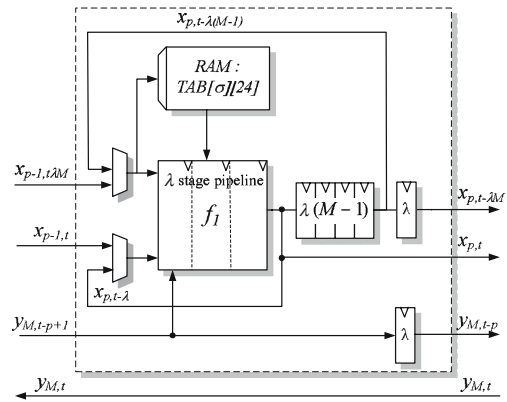 x_{p,t-λ(M-1)}
RAM :
TAB[σ][24]
x_{p-1,tλM}
λ stage pipeline
f_1
λ (M – 1)
λ
x_{p,t-λM}
x_{p-1,t}
x_{p,t}
x_{p,t-λ}
y_{M,t-p+1}
λ
y_{M,t-p}
y_{M,t}
y_{M,t}